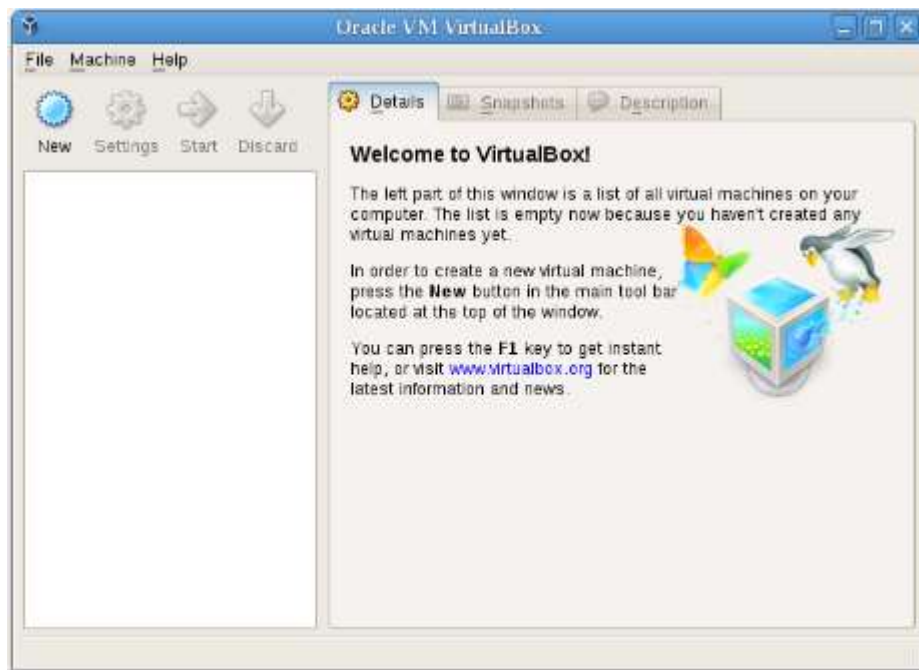 Oracle VM VirtualBox
File Machine Help
New Settings Start Discard
Details Snapshots Description
Welcome to VirtualBox!
The left part of this window is a list of all virtual machines on your
computer. The list is empty now because you haven't created any
virtual machines yet.
In order to create a new virtual machine,
press the New button in the main tool bar
located at the top of the window.
You can press the F1 key to get instant
help, or visit www.virtualbox.org for the
latest information and news.